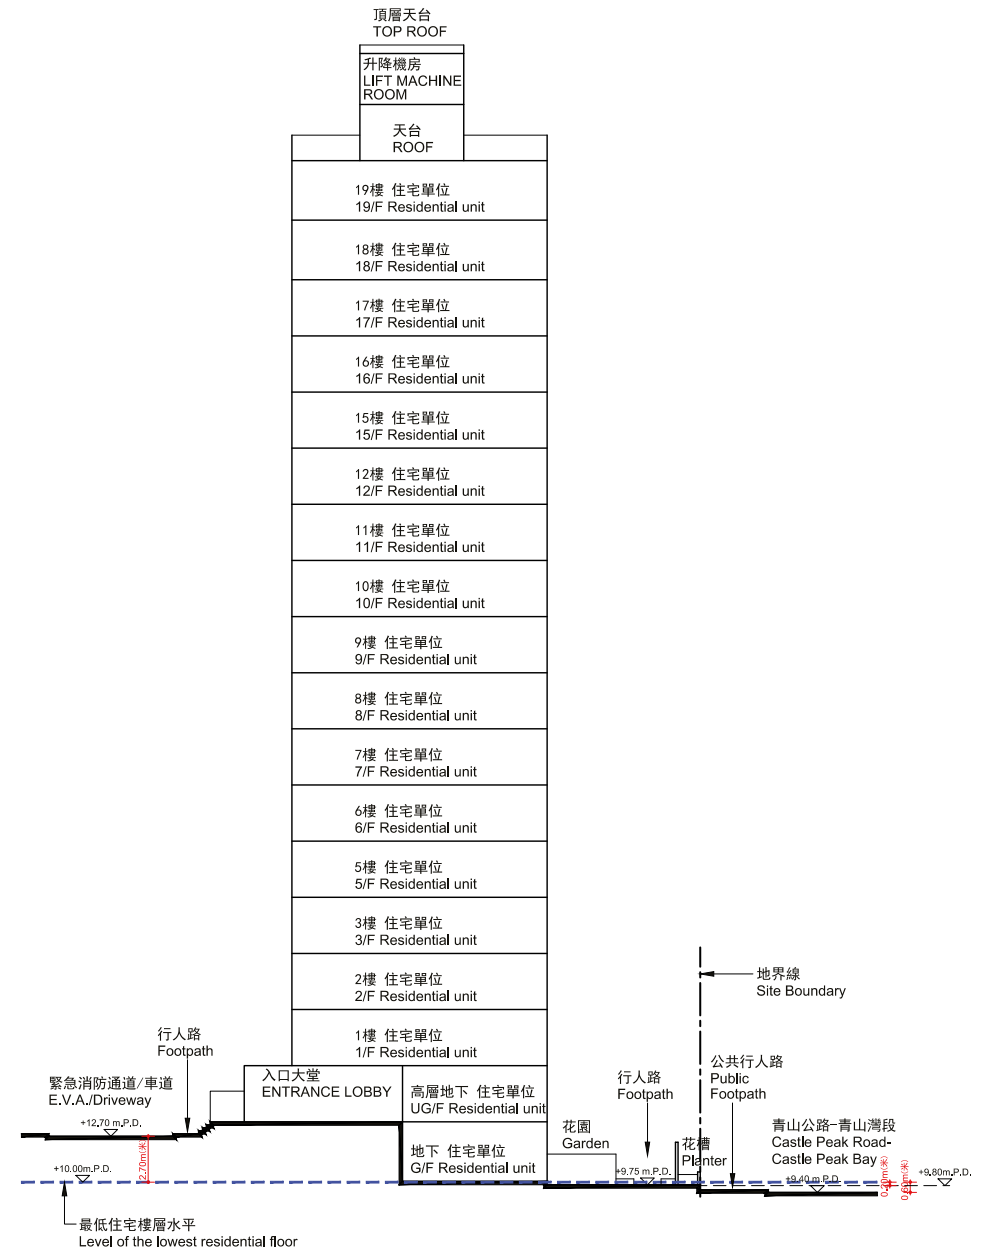 頂層天台
TOP ROOF
升降機房
LIFT MACHINE
ROOM
天台
ROOF
19樓 住宅單位
19/F Residential unit
18樓 住宅單位
18/F Residential unit
17樓 住宅單位
17/F Residential unit
16樓 住宅單位
16/F Residential unit
15樓 住宅單位
15/F Residential unit
12樓 住宅單位
12/F Residential unit
11樓 住宅單位
11/F Residential unit
10樓 住宅單位
10/F Residential unit
9樓 住宅單位
9/F Residential unit
8樓 住宅單位
8/F Residential unit
7樓 住宅單位
7/F Residential unit
6樓 住宅單位
6/F Residential unit
5樓 住宅單位
5/F Residential unit
3樓 住宅單位
3/F Residential unit
2樓 住宅單位
2/F Residential unit
地界線
Site Boundary
1樓 住宅單位
1/F Residential unit
行人路
Footpath
入口大堂
ENTRANCE LOBBY
高層地下 住宅單位
UG/F Residential unit
緊急消防通道/車道
E.V.A./Driveway
+12.70 m.P.D.
2.70m(米)
+10.00m.P.D.
地下 住宅單位
G/F Residential unit
花園
Garden
行人路
Footpath
+9.75 m.P.D.
花槽
Planter
公共行人路
Public
Footpath
青山公路-青山灣段
Castle Peak Road-
Castle Peak Bay
+9.40m.P.D.
0.20m(米)
0.60m(米)
+9.80m.P.D.
最低住宅樓層水平
Level of the lowest residential floor